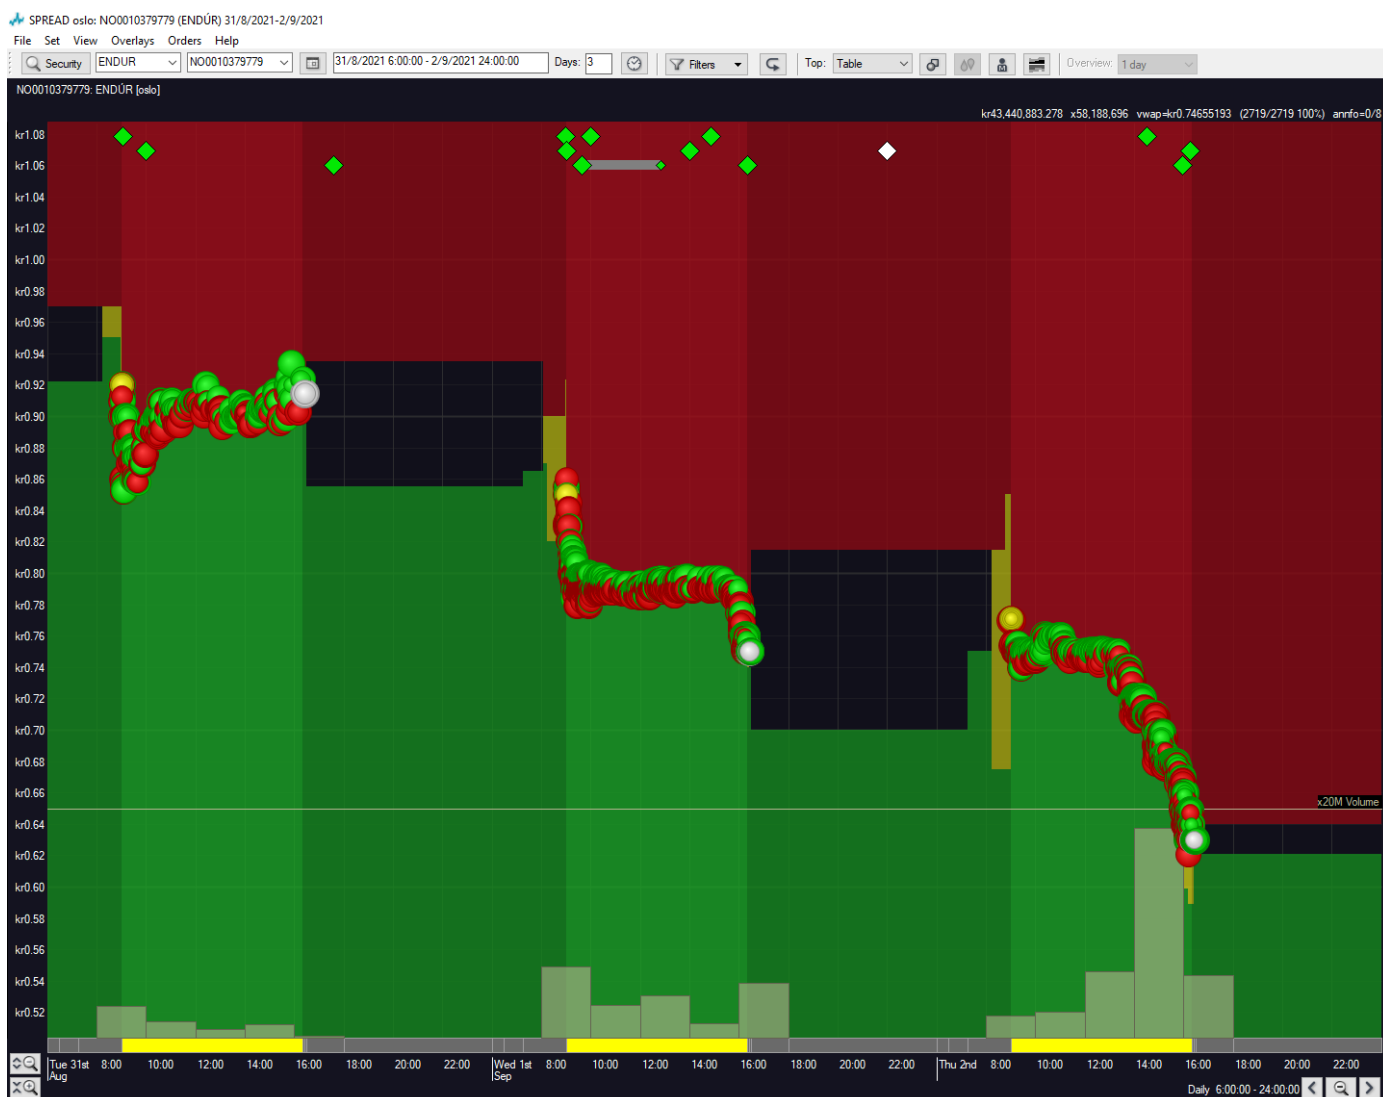 SPREAD oslo: NO0010379779 (ENDÚR) 31/8/2021-2/9/2021
File Set View Overlays Orders Help
Security ENDUR NO0010379779 31/8/2021 6:00:00 - 2/9/2021 24:00:00 Days: 3 Filters Top: Table Overview: 1 day
NO0010379779: ENDÚR [oslo]
kr43,440,883.278 x58,188,696 vwap=kr0.74655193 (2719/2719 100%) annfo=0/8
kr1.08
kr1.06
kr1.04
kr1.02
kr1.00
kr0.98
kr0.96
kr0.94
kr0.92
kr0.90
kr0.88
kr0.86
kr0.84
kr0.82
kr0.80
kr0.78
kr0.76
kr0.74
kr0.72
kr0.70
kr0.68
kr0.66
x20M Volume
kr0.64
kr0.62
kr0.60
kr0.58
kr0.56
kr0.54
kr0.52
Tue 31st 8:00 10:00 12:00 14:00 16:00 18:00 20:00 22:00 Wed 1st 8:00 10:00 12:00 14:00 16:00 18:00 20:00 22:00 Thu 2nd 8:00 10:00 12:00 14:00 16:00 18:00 20:00 22:00
Aug Sep
Daily 6:00:00 - 24:00:00